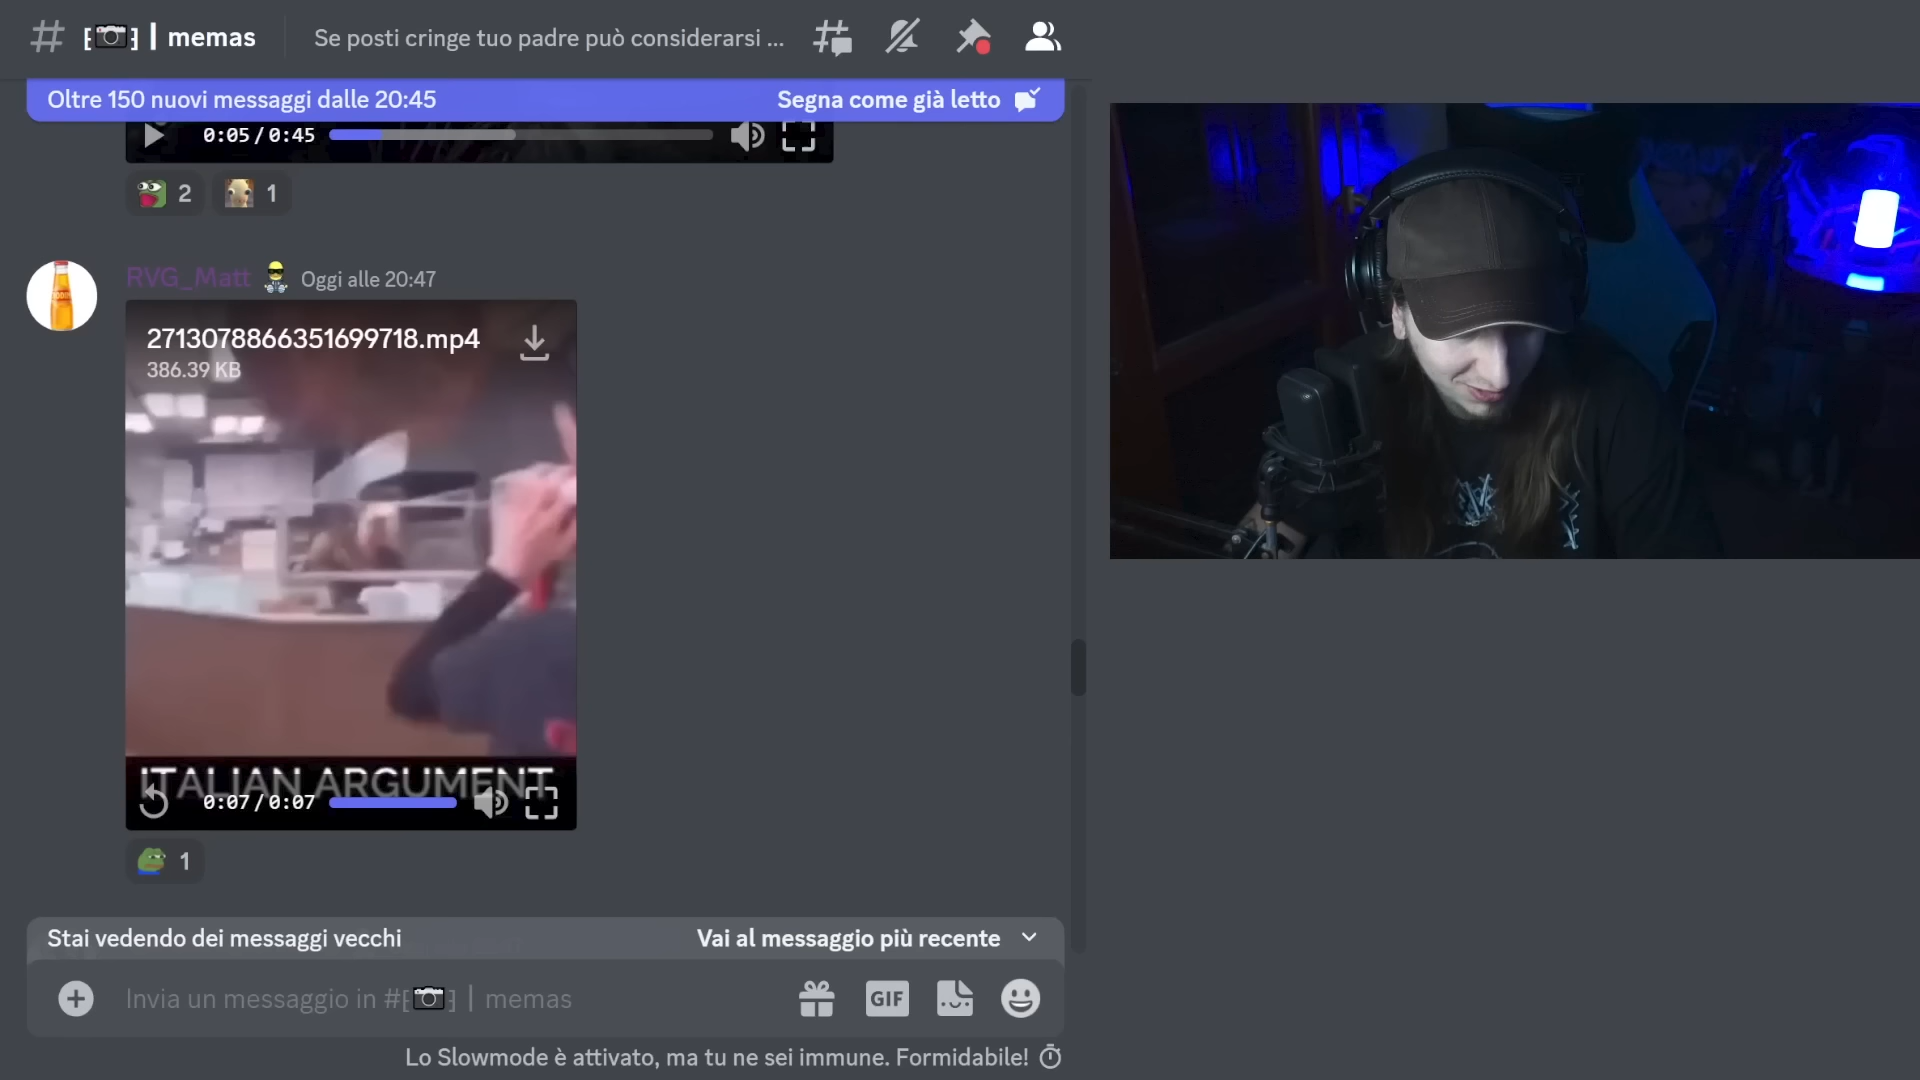 [📷] | memas
Se posti cringe tuo padre può considerarsi ...
Oltre 150 nuovi messaggi dalle 20:45
Segna come già letto
0:05 / 0:45
2
1
RVG_Matt
Oggi alle 20:47
2713078866351699718.mp4
386.39 KB
ITALIAN ARGUMENT
0:07 / 0:07
1
Stai vedendo dei messaggi vecchi
Vai al messaggio più recente
Invia un messaggio in #[📷] | memas
GIF
Lo Slowmode è attivato, ma tu ne sei immune. Formidabile!